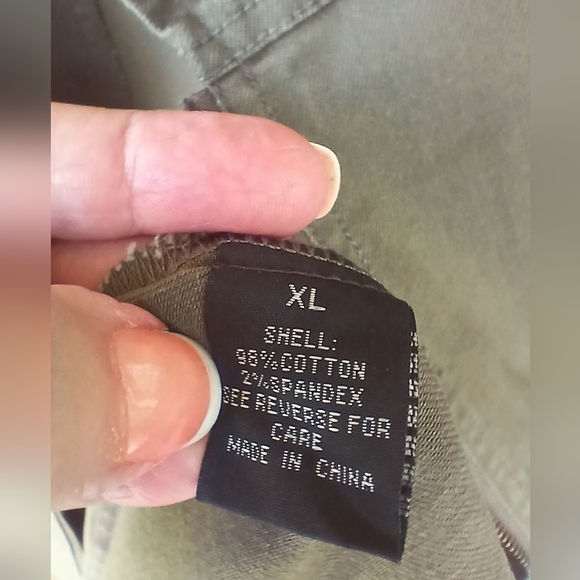 XL
SHELL:
98%COTTON
2%SPANDEX
SEE REVERSE FOR
CARE
MADE IN CHINA